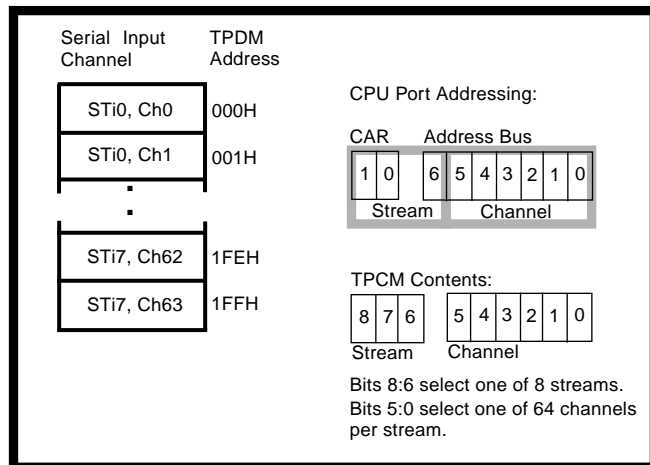 Serial Input Channel
TPDM Address
STi0, Ch0
000H
STi0, Ch1
001H
.
.
STi7, Ch62
1FEH
STi7, Ch63
1FFH
CPU Port Addressing:
CAR Address Bus
1 0 6 5 4 3 2 1 0
Stream Channel
TPCM Contents:
8 7 6 5 4 3 2 1 0
Stream Channel
Bits 8:6 select one of 8 streams.
Bits 5:0 select one of 64 channels
per stream.